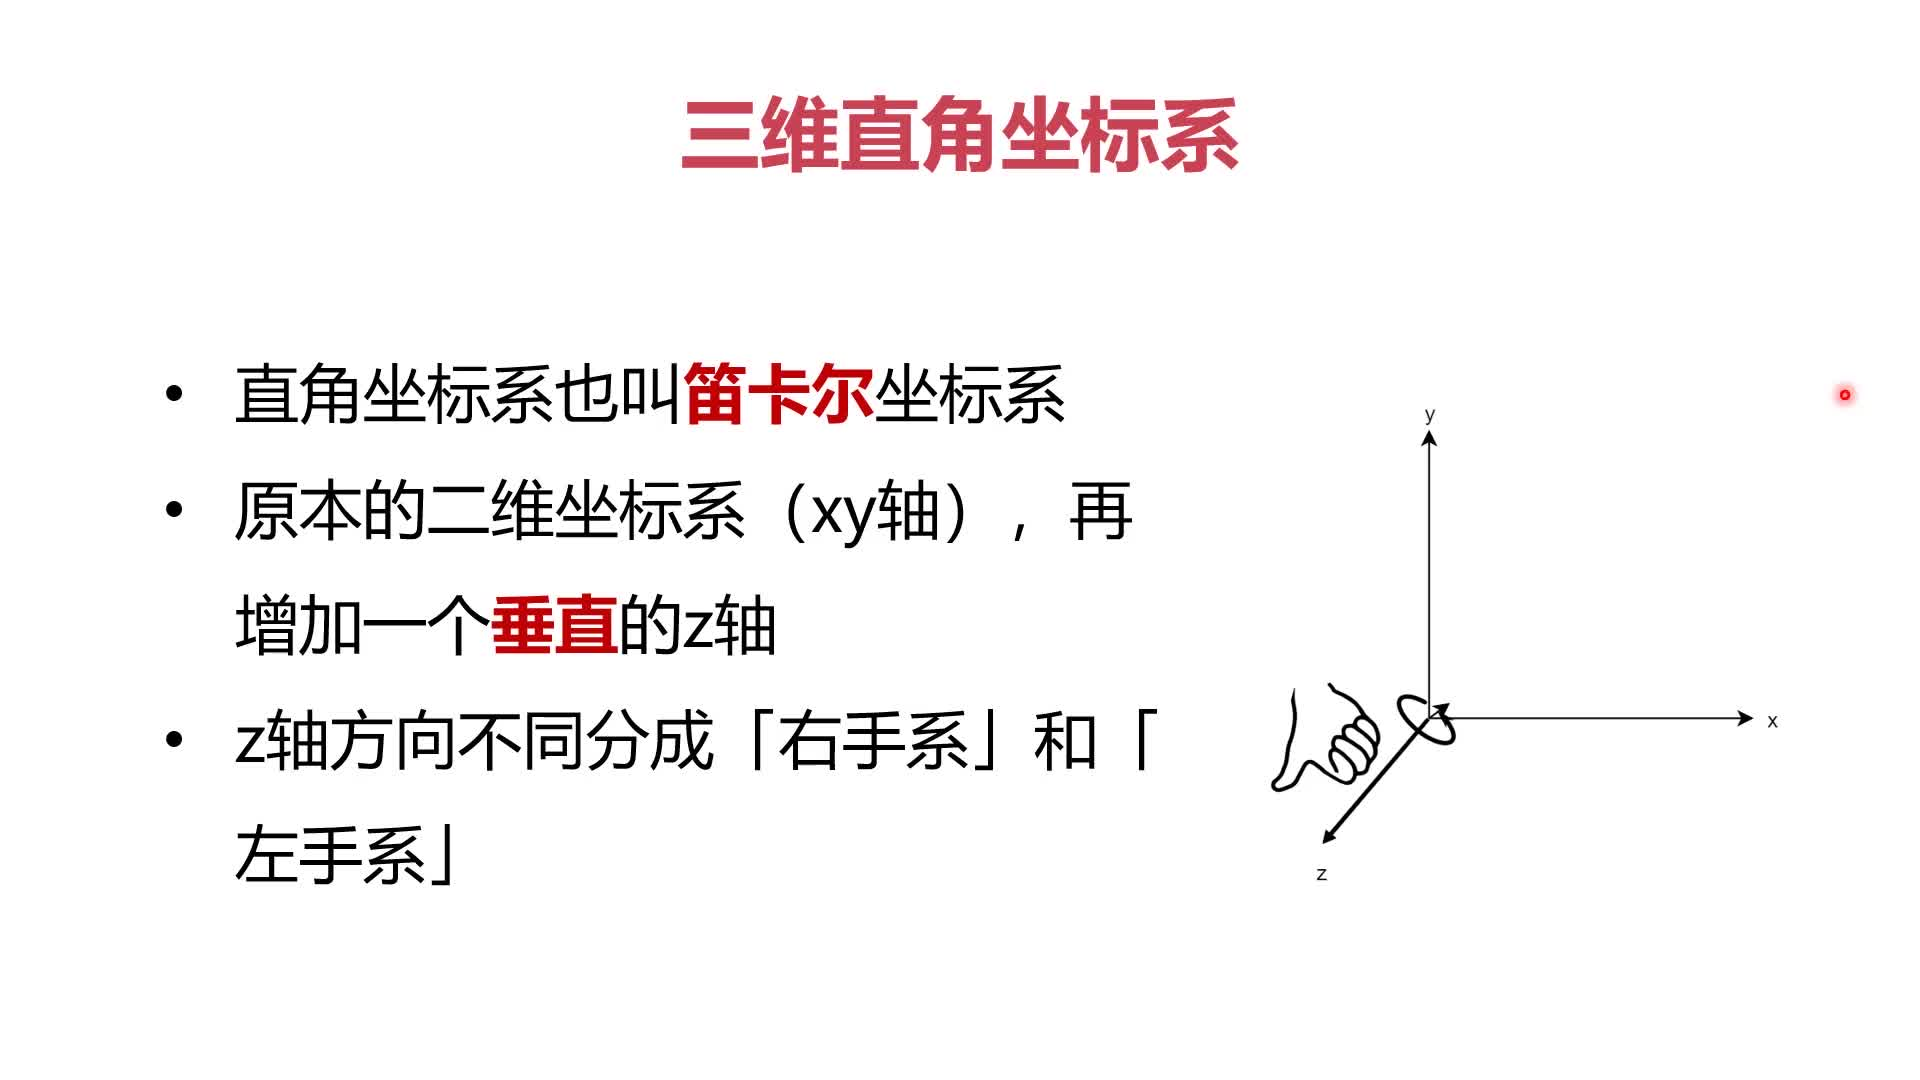 三维直角坐标系
• 直角坐标系也叫笛卡尔坐标系
• 原本的二维坐标系（xy轴），再
增加一个垂直的z轴
• z轴方向不同分成「右手系」和「
左手系」
y
x
z